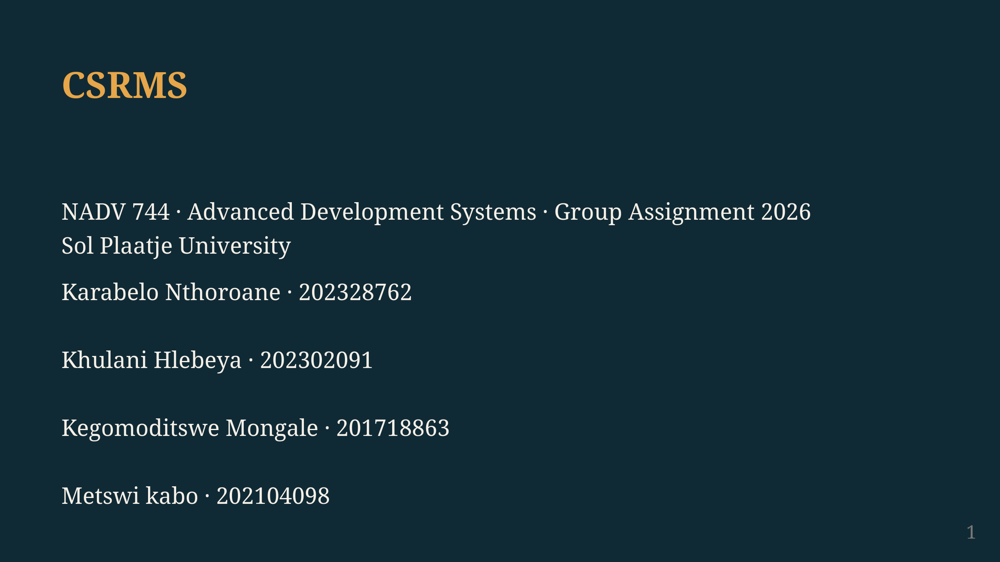 CSRMS
NADV 744 · Advanced Development Systems · Group Assignment 2026
Sol Plaatje University
Karabelo Nthoroane · 202328762
Khulani Hlebeya · 202302091
Kegomoditswe Mongale · 201718863
Metswi kabo · 202104098
1